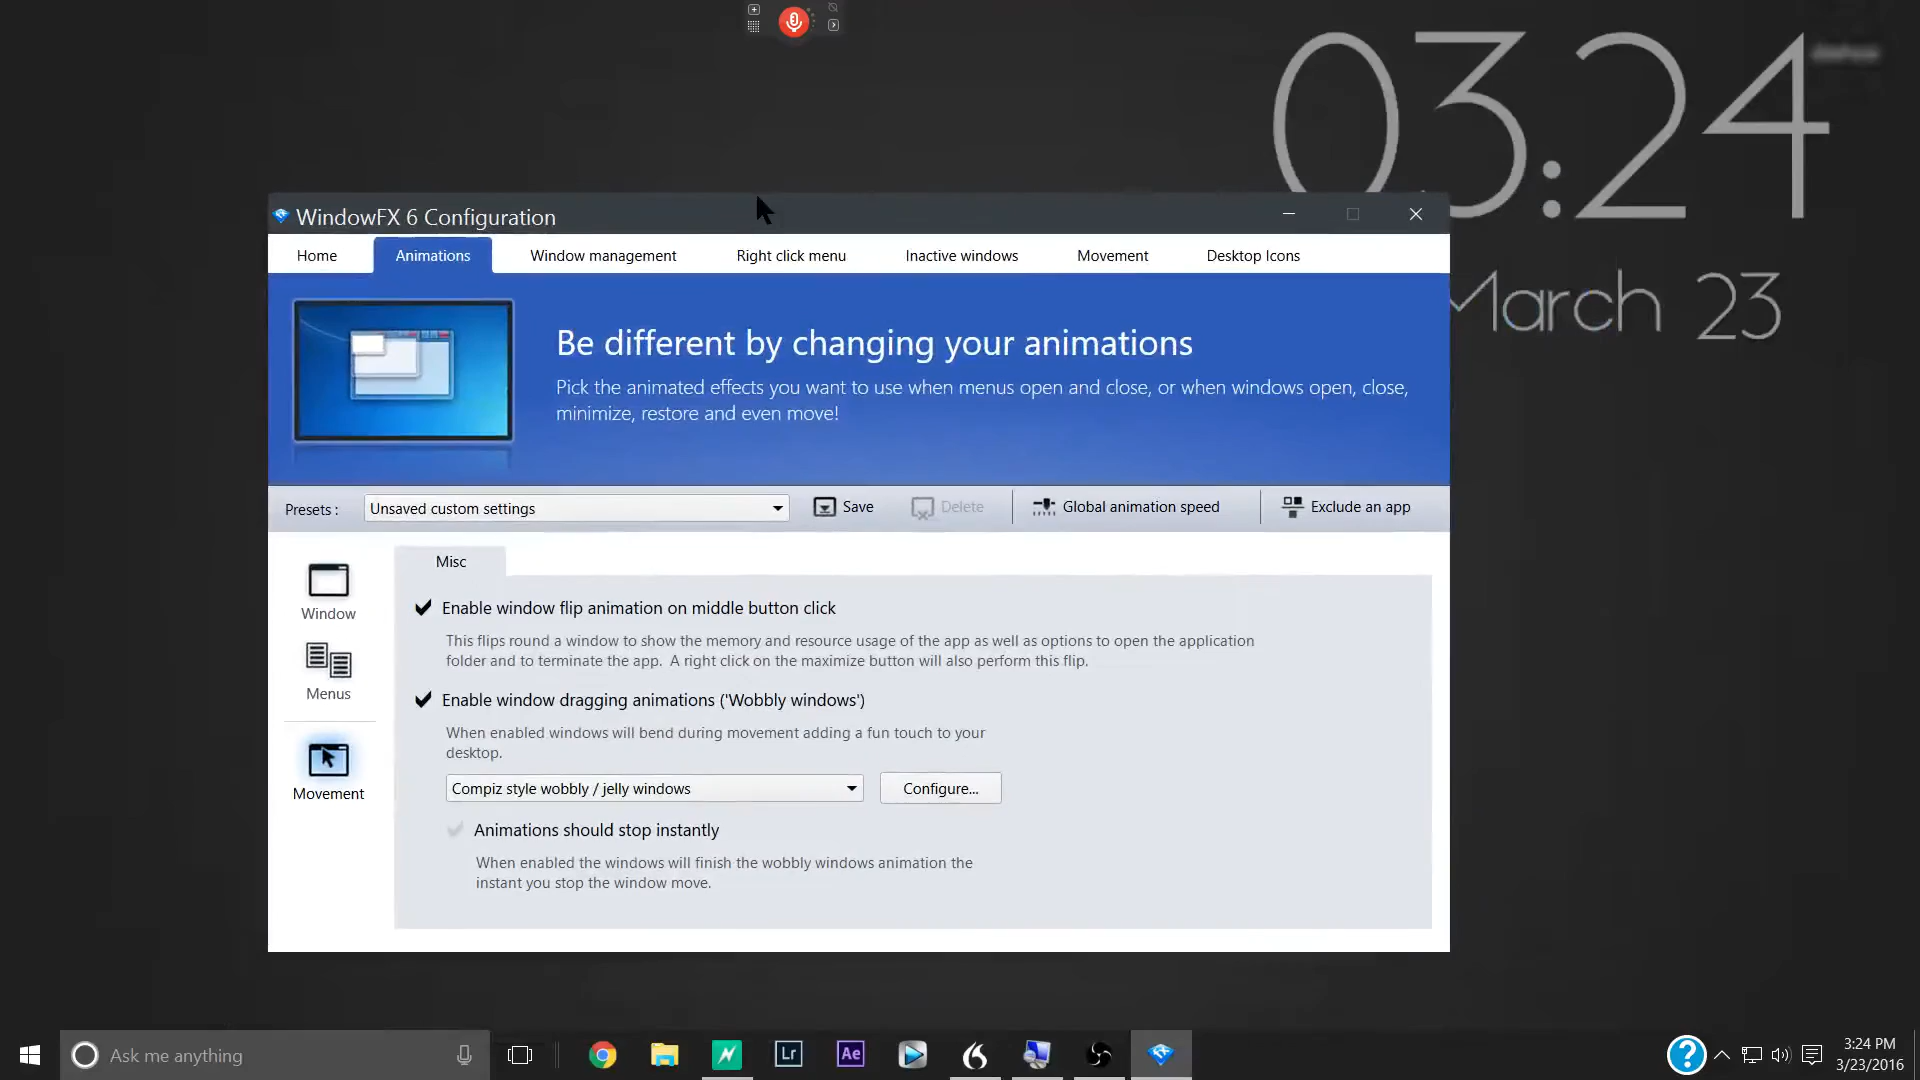 03:24
March 23
WindowFX 6 Configuration
Home
Animations
Window management
Right click menu
Inactive windows
Movement
Desktop Icons
Be different by changing your animations
Pick the animated effects you want to use when menus open and close, or when windows open, close,
minimize, restore and even move!
Presets :
Unsaved custom settings
Save
Delete
Global animation speed
Exclude an app
Window
Menus
Movement
Misc
Enable window flip animation on middle button click
This flips round a window to show the memory and resource usage of the app as well as options to open the application
folder and to terminate the app. A right click on the maximize button will also perform this flip.
Enable window dragging animations ('Wobbly windows')
When enabled windows will bend during movement adding a fun touch to your
desktop.
Compiz style wobbly / jelly windows
Configure...
Animations should stop instantly
When enabled the windows will finish the wobbly windows animation the
instant you stop the window move.
Ask me anything
Lr
Ae
?
3:24 PM
3/23/2016